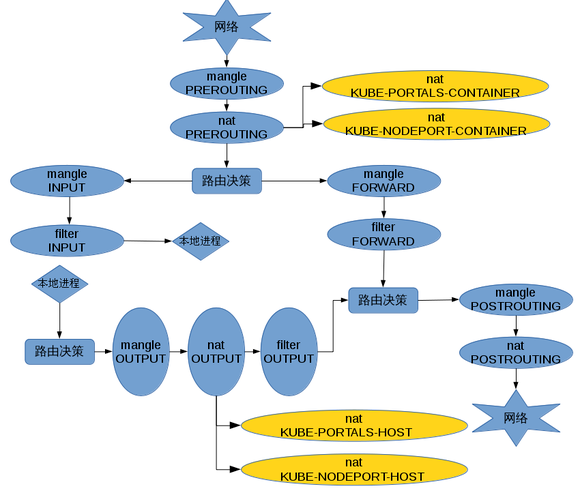 网络
mangle
PREROUTING
nat
KUBE-PORTALS-CONTAINER
nat
PREROUTING
nat
KUBE-NODEPORT-CONTAINER
mangle
INPUT
路由决策
mangle
FORWARD
filter
INPUT
本地进程
filter
FORWARD
本地进程
路由决策
mangle
POSTROUTING
路由决策
mangle
OUTPUT
nat
OUTPUT
filter
OUTPUT
nat
POSTROUTING
网络
nat
KUBE-PORTALS-HOST
nat
KUBE-NODEPORT-HOST